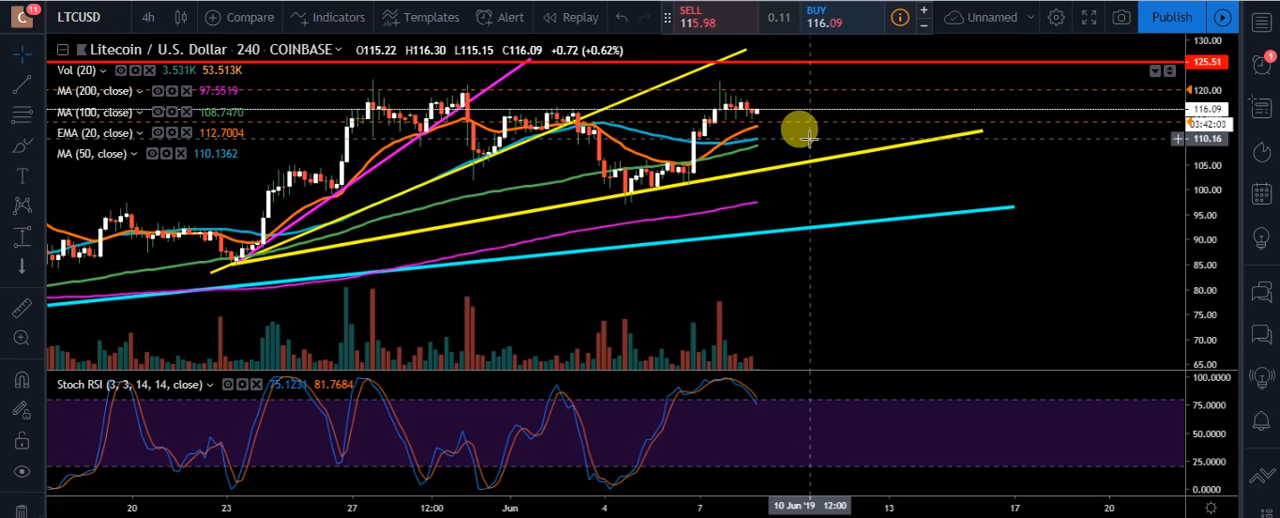 C 11 LTCUSD 4h Compare Indicators Templates Alert Replay SELL 115.98 0.11 BUY 116.09 Unnamed Publish
Litecoin / U.S. Dollar · 240 · COINBASE O115.22 H116.30 L115.15 C116.09 +0.72 (+0.62%)
Vol (20) 3.531K 53.513K
MA (200, close) 97.5519
MA (100, close) 108.7470
EMA (20, close) 112.7004
MA (50, close) 110.1362
130.00
125.51
120.00
116.09
03:42:03
110.16
105.00
100.00
95.00
90.00
85.00
80.00
75.00
70.00
65.00
Stoch RSI (3, 3, 14, 14, close) 75.1231 81.7684
100.0000
75.0000
50.0000
25.0000
0.0000
20 23 27 12:00 Jun 4 7 10 Jun '19 12:00 13 17 20
1